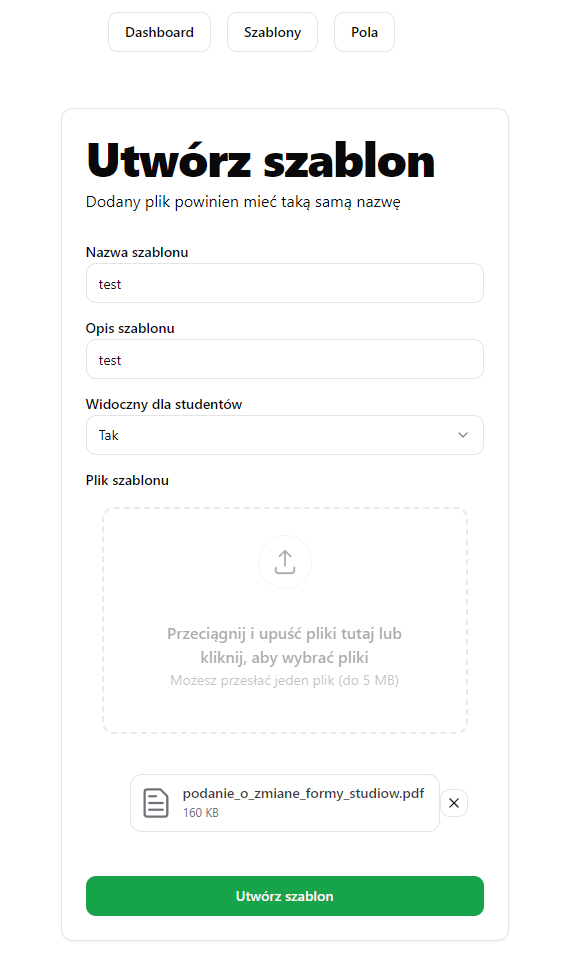 Dashboard
Szablony
Pola
Utwórz szablon
Dodany plik powinien mieć taką samą nazwę
Nazwa szablonu
test
Opis szablonu
test
Widoczny dla studentów
Tak
Plik szablonu
Przeciągnij i upuść pliki tutaj lub
kliknij, aby wybrać pliki
Możesz przesłać jeden plik (do 5 MB)
podanie_o_zmiane_formy_studiow.pdf
160 KB
Utwórz szablon